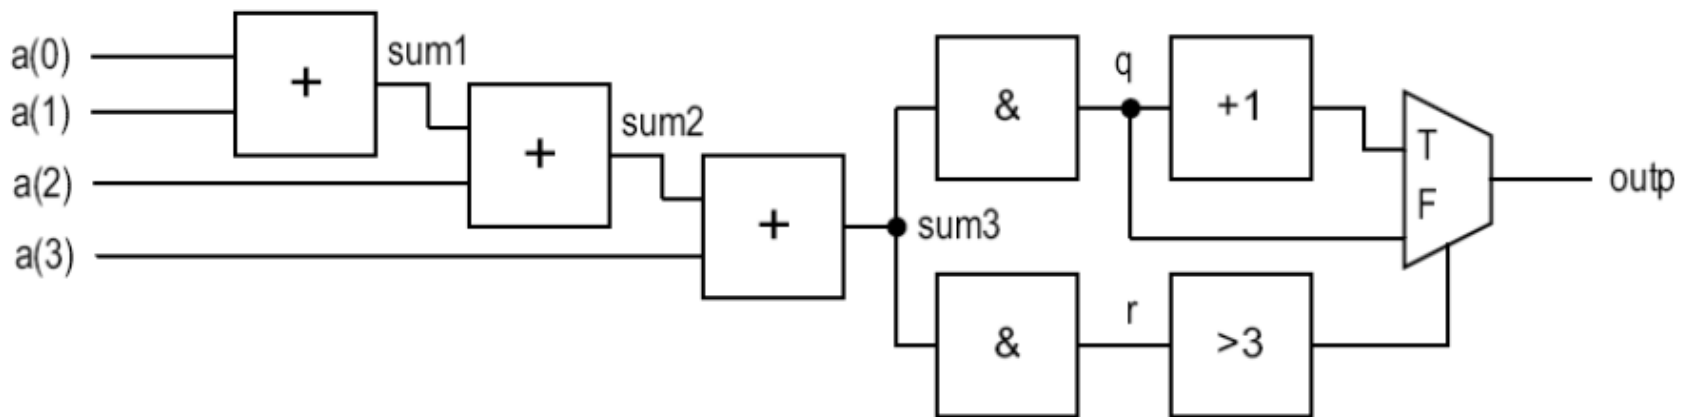 a(0)
a(1)
a(2)
a(3)
+
sum1
+
sum2
+
sum3
&
q
+1
T
F
outp
&
r
>3